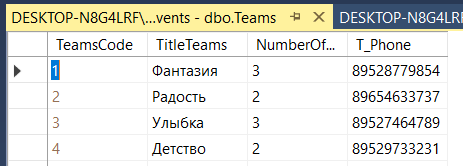 DESKTOP-N8G4LRF\...vents - dbo.Teams DESKTOP-N8G4LRF
TeamsCode TitleTeams NumberOf... T_Phone
1 Фантазия 3 89528779854
2 Радость 2 89654633737
3 Улыбка 3 89527464789
4 Детство 2 89529733231